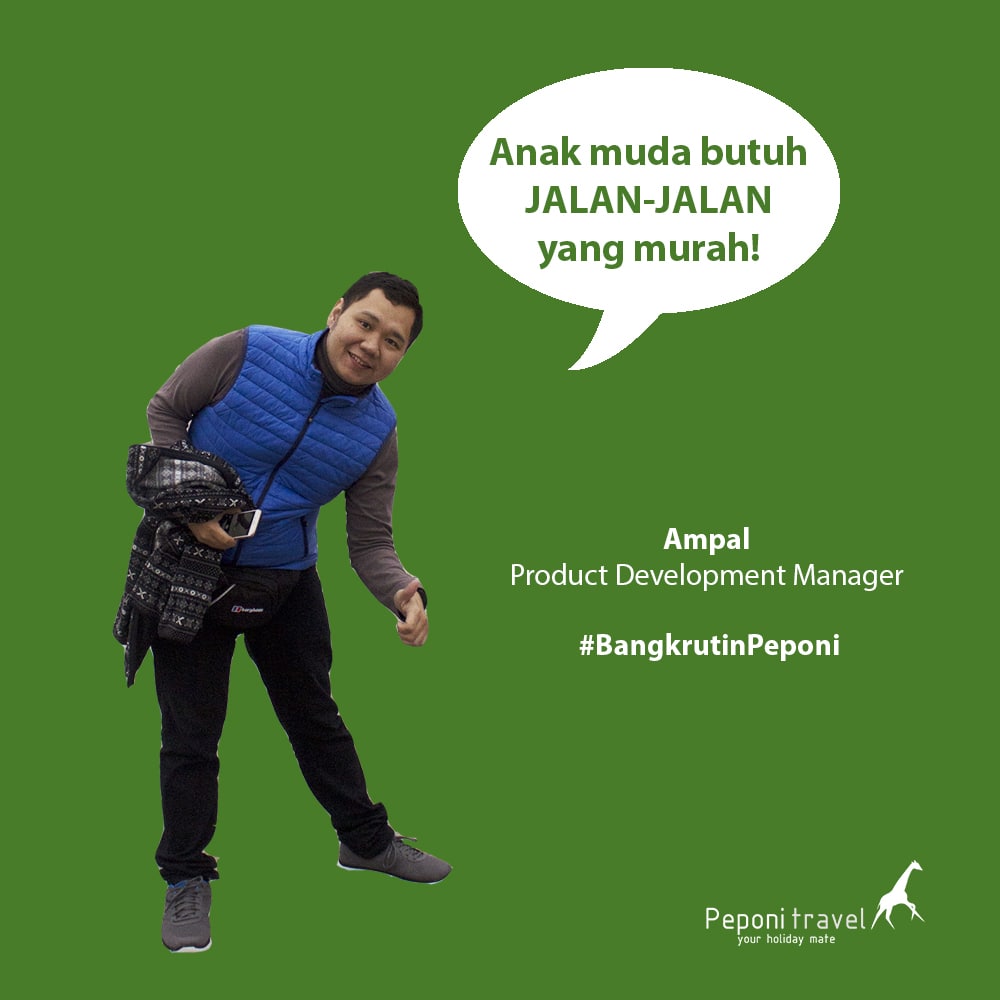 Anak muda butuh
JALAN-JALAN
yang murah!
Ampal
Product Development Manager
#BangkrutinPeponi
Peponi travel
your holiday mate